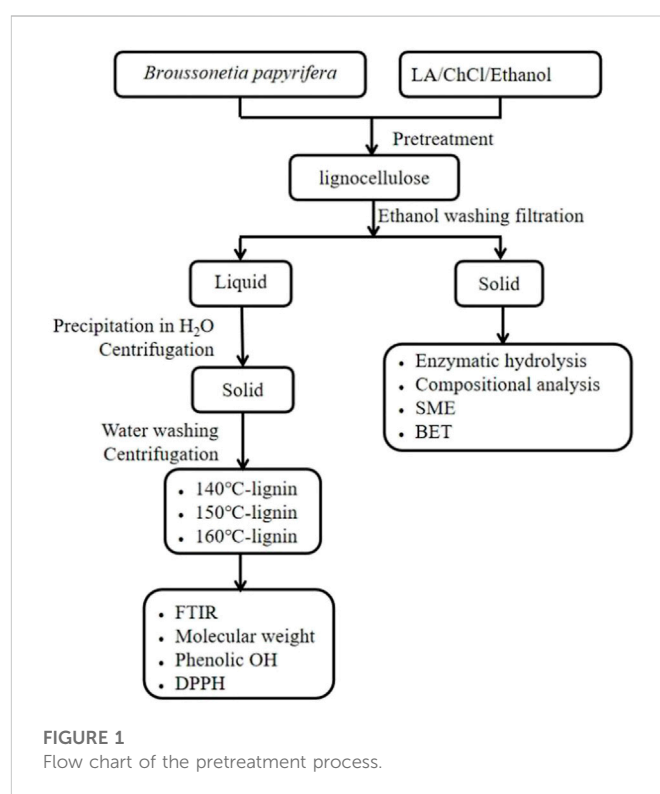 Broussonetia papyrifera
LA/ChCl/Ethanol
Pretreatment
lignocellulose
Ethanol washing filtration
Liquid
Solid
Precipitation in H₂O
Centrifugation
Solid
Water washing
Centrifugation
• Enzymatic hydrolysis
• Compositional analysis
• SME
• BET
• 140°C-lignin
• 150°C-lignin
• 160°C-lignin
• FTIR
• Molecular weight
• Phenolic OH
• DPPH
FIGURE 1
Flow chart of the pretreatment process.